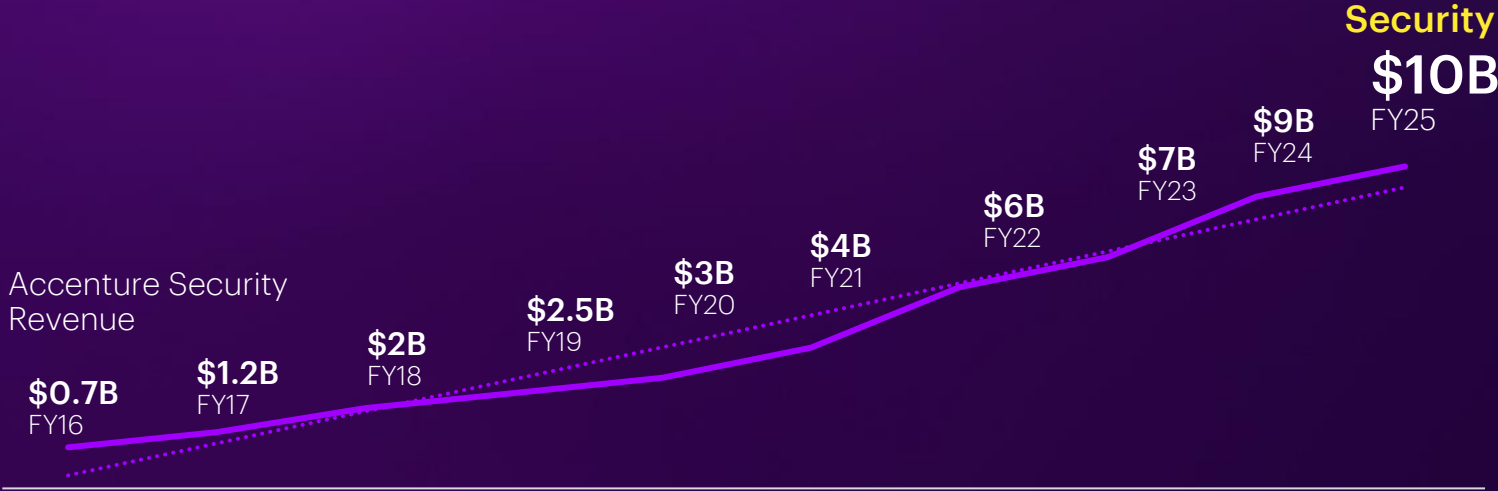 Security
$10B
FY25
$9B
FY24
$7B
FY23
$6B
FY22
$4B
FY21
$3B
FY20
Accenture Security
Revenue
$2.5B
FY19
$2B
FY18
$1.2B
FY17
$0.7B
FY16